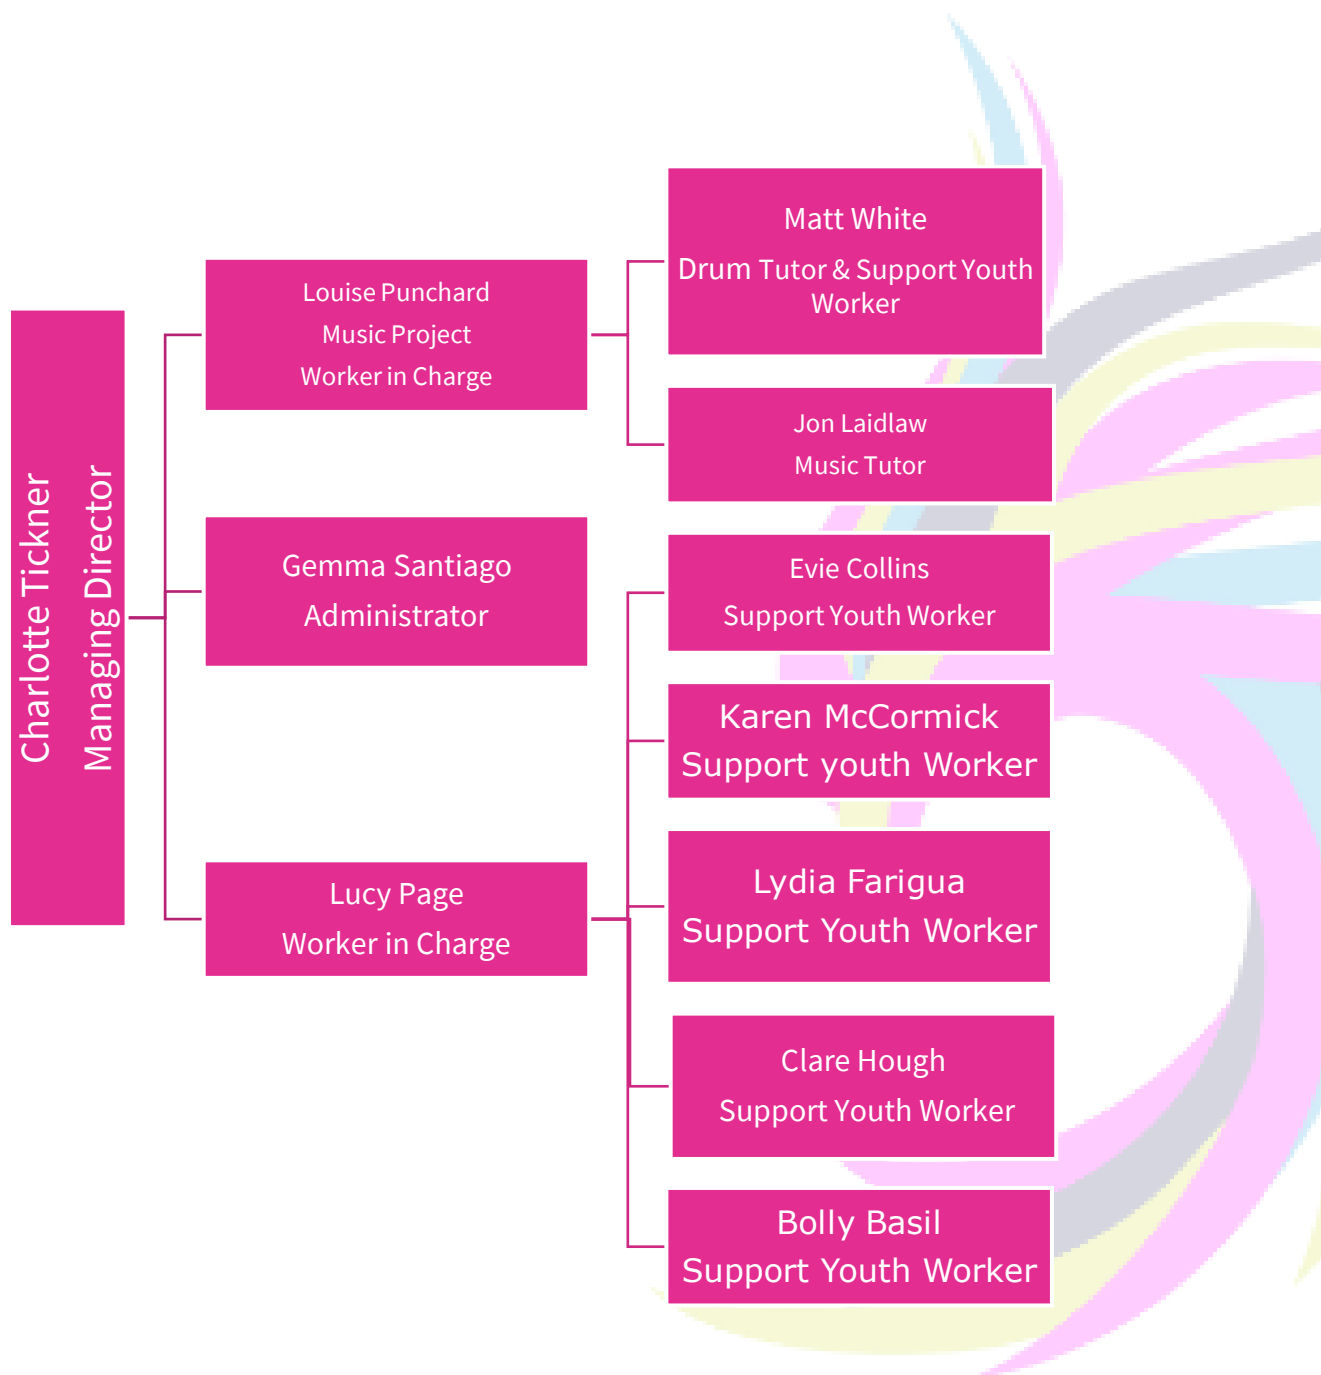 Charlotte Tickner
Managing Director
Louise Punchard
Music Project
Worker in Charge
Gemma Santiago
Administrator
Lucy Page
Worker in Charge
Matt White
Drum Tutor & Support Youth
Worker
Jon Laidlaw
Music Tutor
Evie Collins
Support Youth Worker
Karen McCormick
Support youth Worker
Lydia Farigua
Support Youth Worker
Clare Hough
Support Youth Worker
Bolly Basil
Support Youth Worker